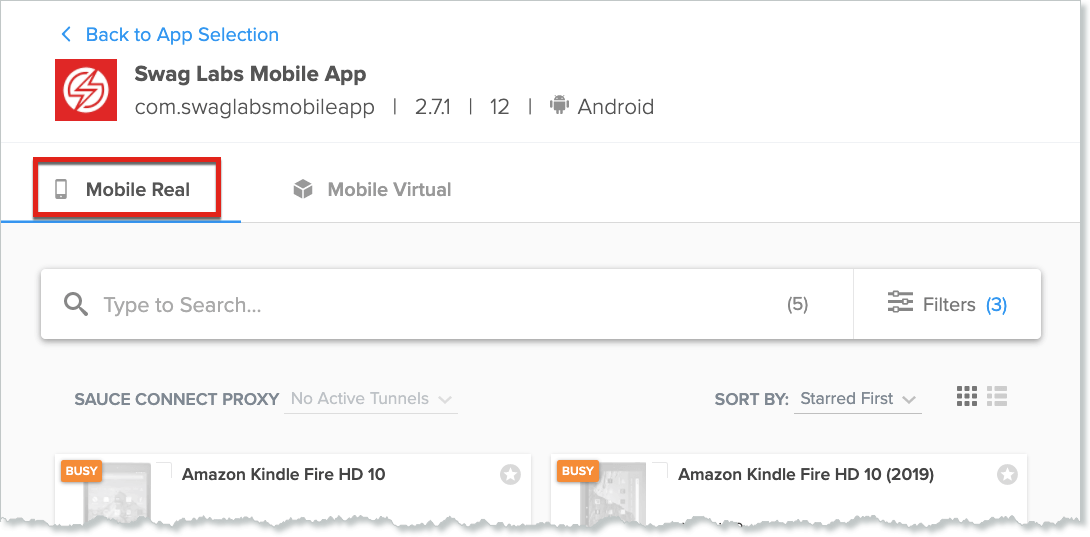 Back to App Selection
Swag Labs Mobile App
com.swaglabsmobileapp | 2.7.1 | 12 | Android
Mobile Real Mobile Virtual
Type to Search... (5) Filters (3)
SAUCE CONNECT PROXY No Active Tunnels SORT BY: Starred First
BUSY Amazon Kindle Fire HD 10 BUSY Amazon Kindle Fire HD 10 (2019)